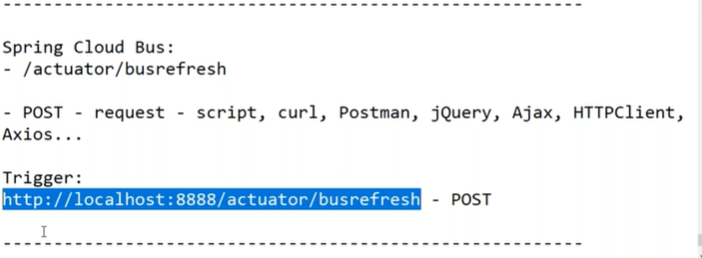 ------------------------------------------------------------
Spring Cloud Bus:
- /actuator/busrefresh
- POST - request - script, curl, Postman, jQuery, Ajax, HTTPClient,
Axios...
Trigger:
http://localhost:8888/actuator/busrefresh - POST
------------------------------------------------------------